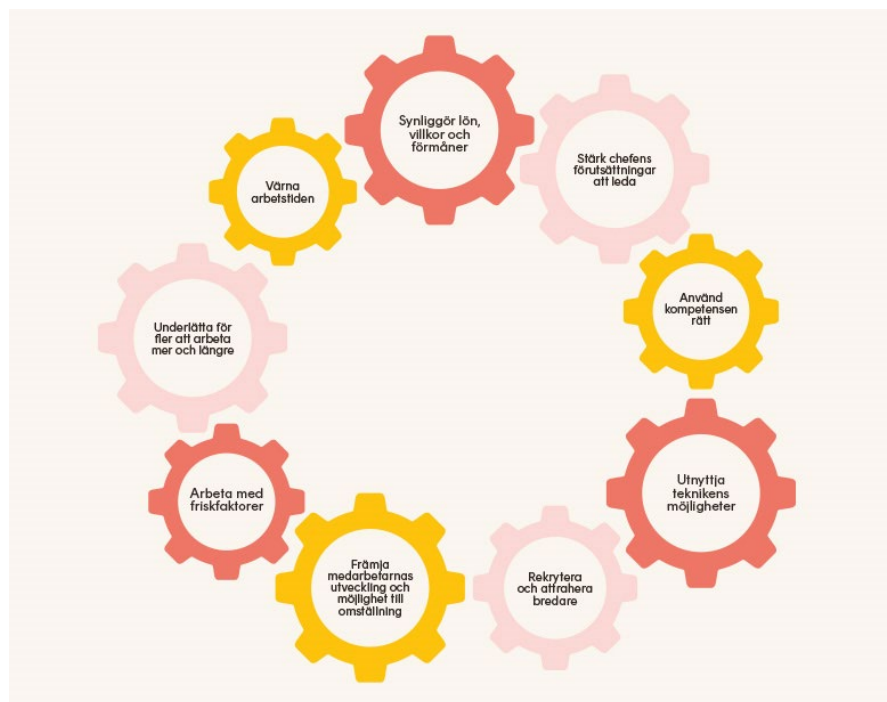 Synliggör lön,
villkor och
förmåner
Stärk chefens
förutsättningar
att leda
Använd
kompetensen
rätt
Utnyttja
teknikens
möjligheter
Rekrytera
och attrahera
bredare
Främja
medarbetarnas
utveckling och
möjlighet till
omställning
Arbeta med
friskfaktorer
Underlätta för
fler att arbeta
mer och längre
Värna
arbetstiden